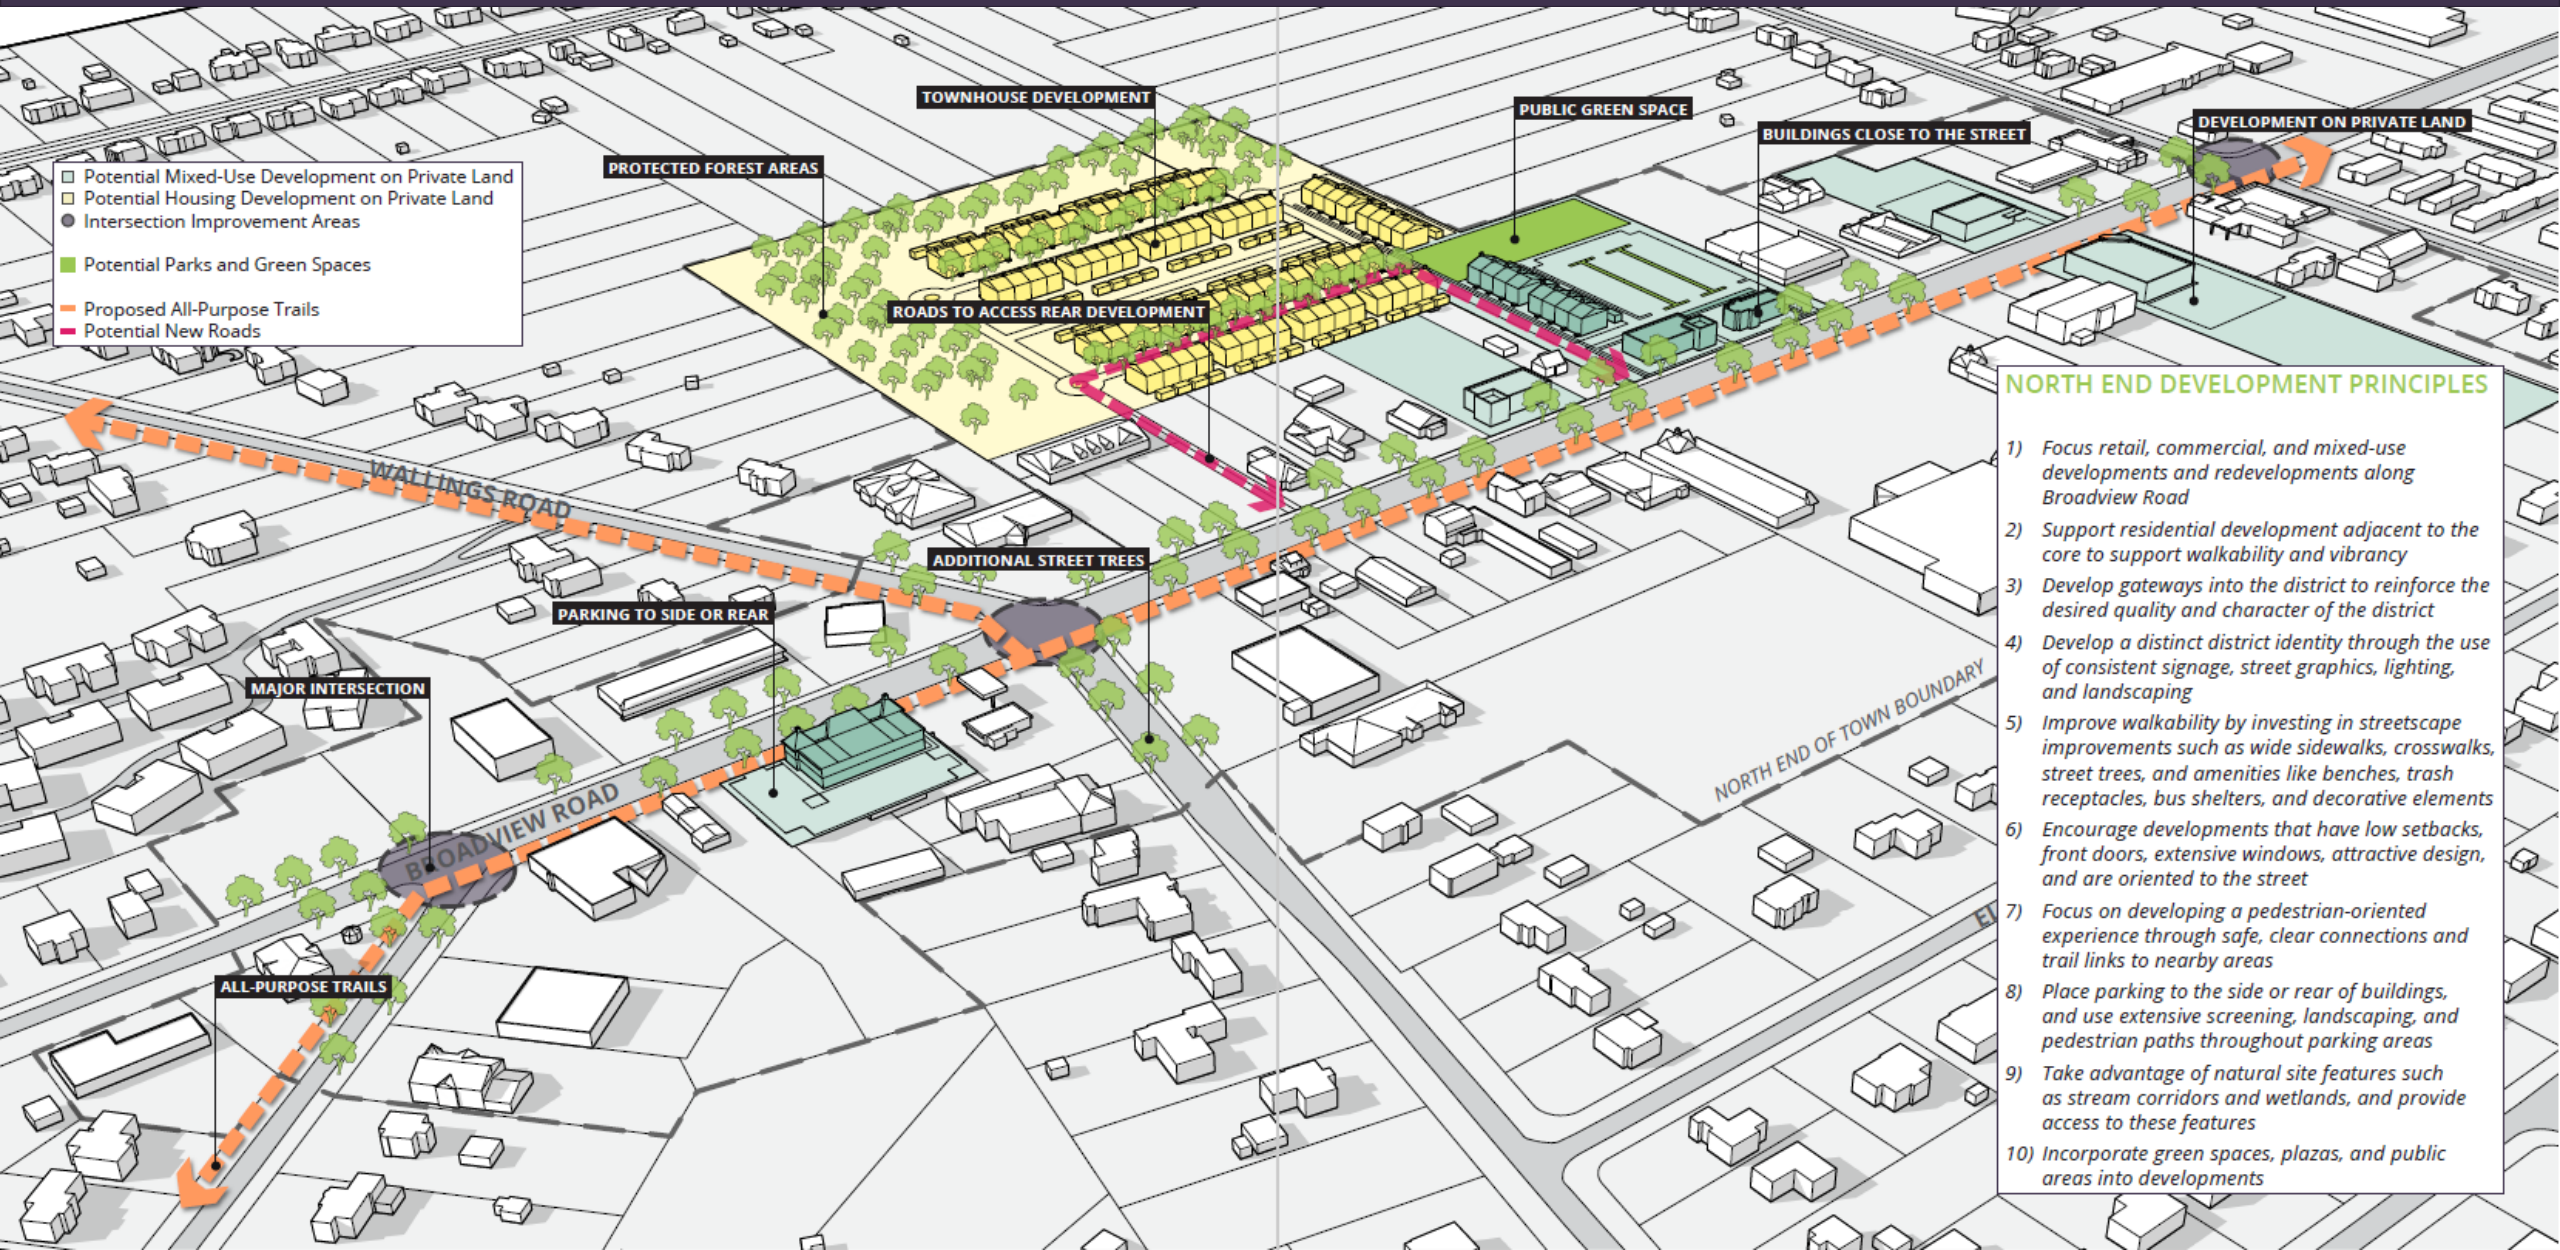 TOWNHOUSE DEVELOPMENT
PUBLIC GREEN SPACE
BUILDINGS CLOSE TO THE STREET
DEVELOPMENT ON PRIVATE LAND
PROTECTED FOREST AREAS
Potential Mixed-Use Development on Private Land
Potential Housing Development on Private Land
Intersection Improvement Areas
Potential Parks and Green Spaces
Proposed All-Purpose Trails
Potential New Roads
ROADS TO ACCESS REAR DEVELOPMENT
WALLINGS ROAD
ADDITIONAL STREET TREES
PARKING TO SIDE OR REAR
MAJOR INTERSECTION
BROADVIEW ROAD
ALL-PURPOSE TRAILS
NORTH END OF TOWN BOUNDARY
NORTH END DEVELOPMENT PRINCIPLES
1) Focus retail, commercial, and mixed-use
developments and redevelopments along
Broadview Road
2) Support residential development adjacent to the
core to support walkability and vibrancy
3) Develop gateways into the district to reinforce the
desired quality and character of the district
4) Develop a distinct district identity through the use
of consistent signage, street graphics, lighting,
and landscaping
5) Improve walkability by investing in streetscape
improvements such as wide sidewalks, crosswalks,
street trees, and amenities like benches, trash
receptacles, bus shelters, and decorative elements
6) Encourage developments that have low setbacks,
front doors, extensive windows, attractive design,
and are oriented to the street
7) Focus on developing a pedestrian-oriented
experience through safe, clear connections and
trail links to nearby areas
8) Place parking to the side or rear of buildings,
and use extensive screening, landscaping, and
pedestrian paths throughout parking areas
9) Take advantage of natural site features such
as stream corridors and wetlands, and provide
access to these features
10) Incorporate green spaces, plazas, and public
areas into developments